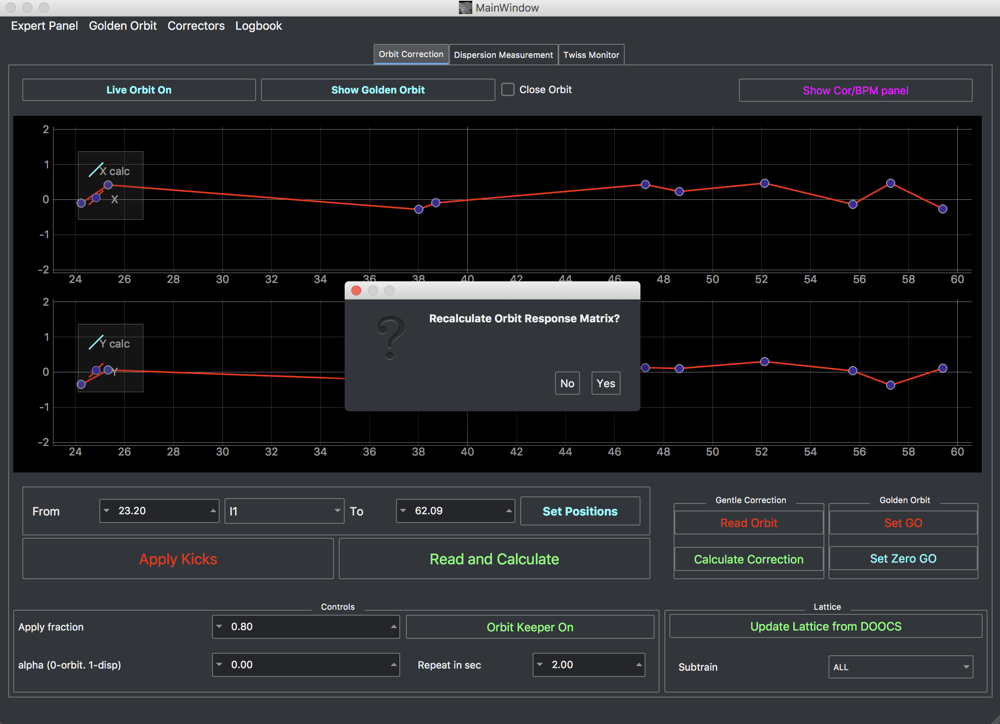 MainWindow
Expert Panel Golden Orbit Correctors Logbook
Orbit Correction Dispersion Measurement Twiss Monitor
Live Orbit On Show Golden Orbit Close Orbit Show Cor/BPM panel
2
1
X calc
0
X
-1
-2
24 26 28 30 32 34 36 38 40 42 44 46 48 50 52 54 56 58 60
2
1
Y calc
0
Y
-1
-2
24 26 28 30 32 34 36 38 40 42 44 46 48 50 52 54 56 58 60
Recalculate Orbit Response Matrix?
No Yes
From 23.20 I1 To 62.09 Set Positions
Apply Kicks Read and Calculate
Gentle Correction
Read Orbit
Calculate Correction
Golden Orbit
Set GO
Set Zero GO
Controls
Apply fraction 0.80 Orbit Keeper On
alpha (0-orbit. 1-disp) 0.00 Repeat in sec 2.00
Lattice
Update Lattice from DOOCS
Subtrain ALL